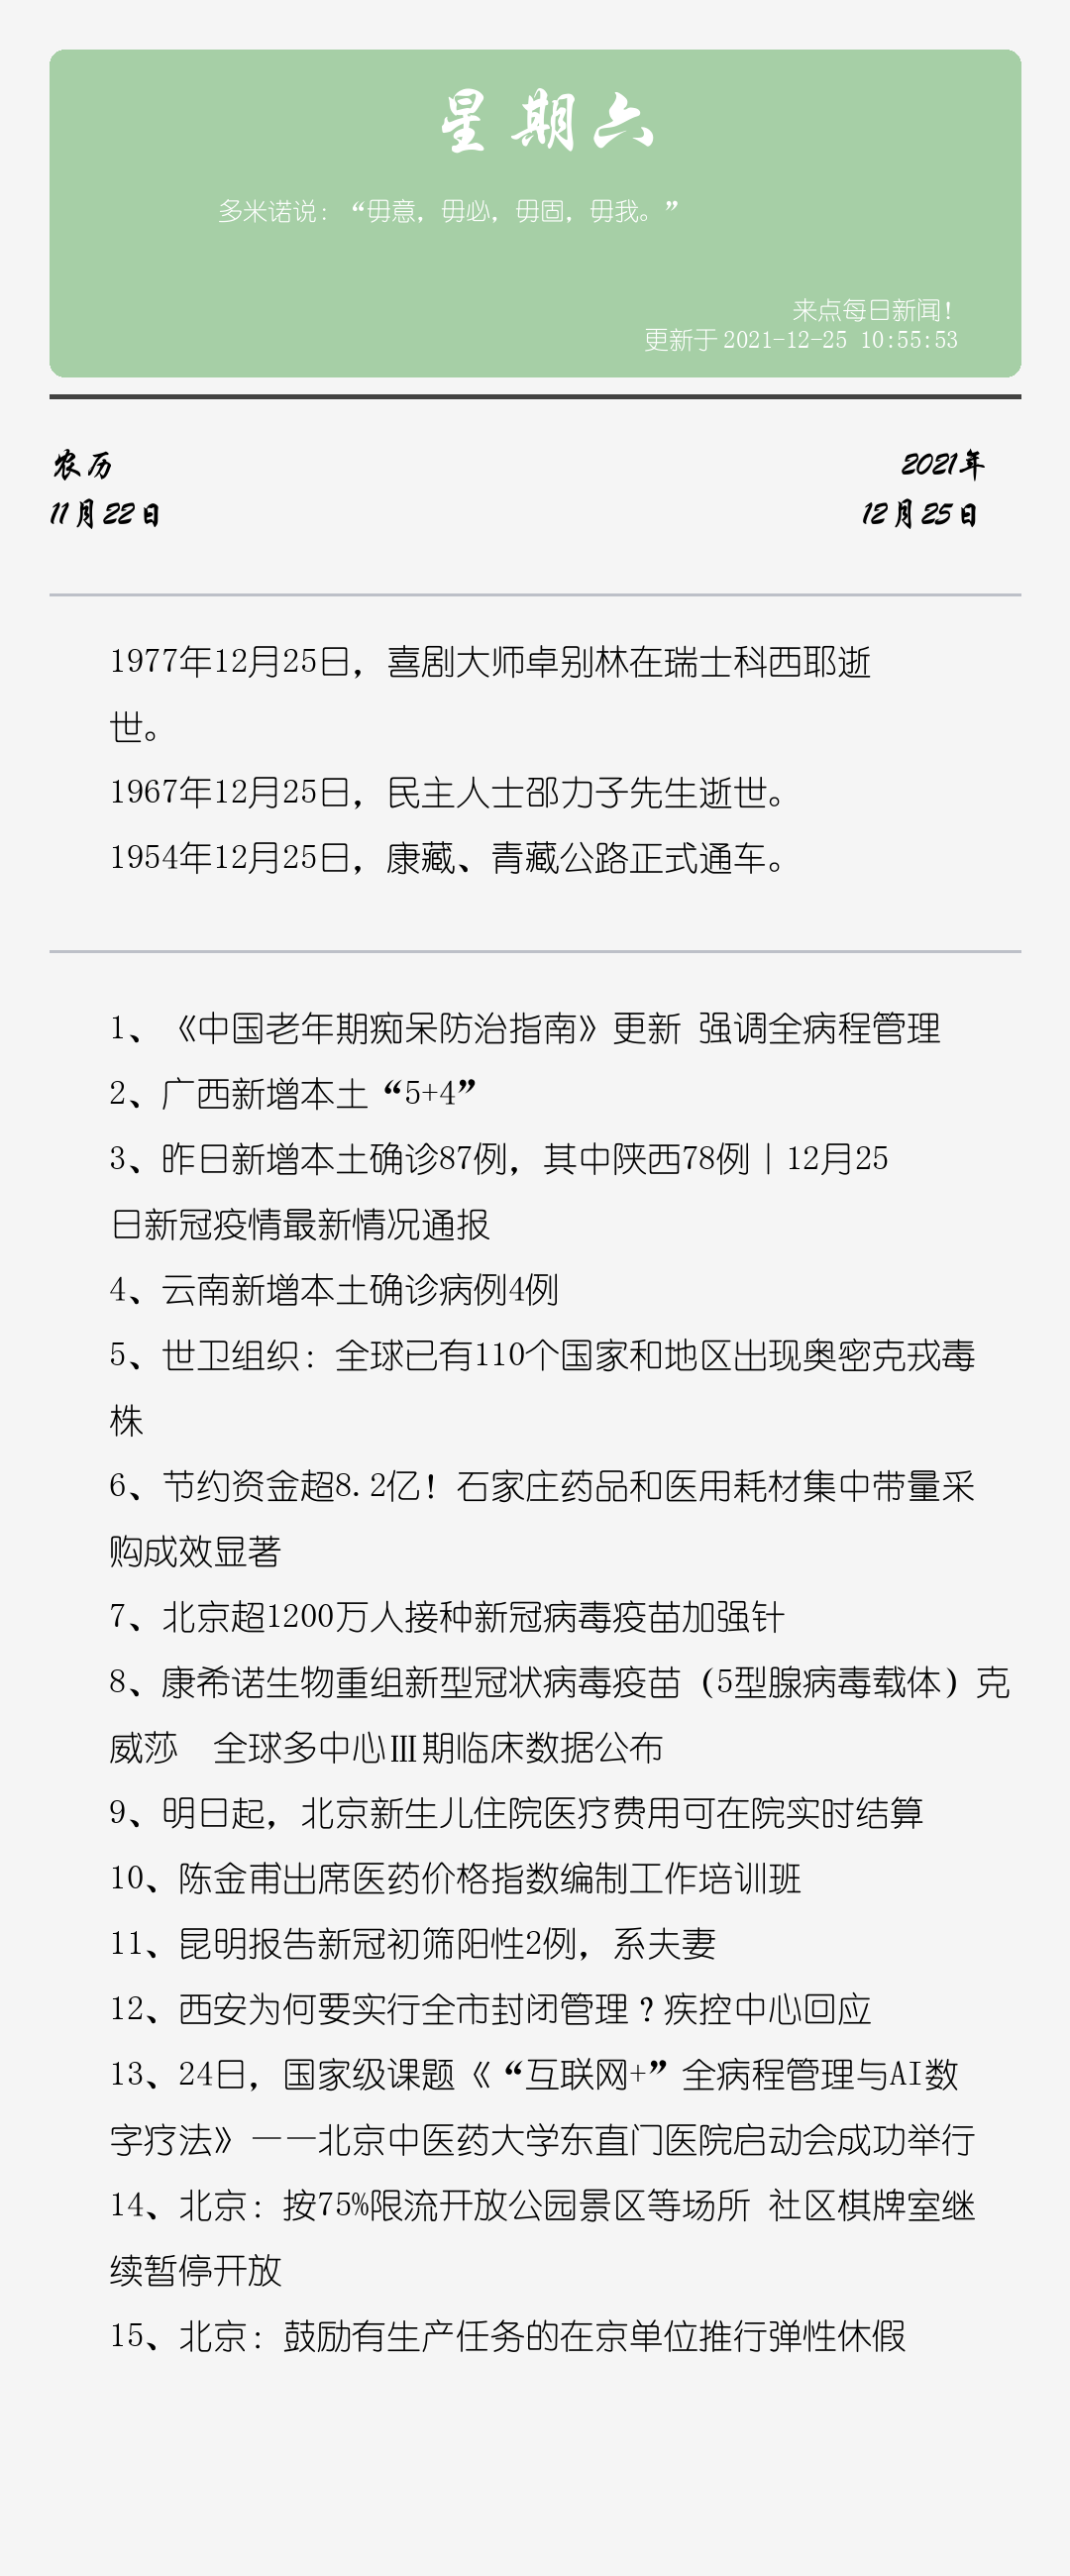 星期六
多米诺说：“毋意，毋必，毋固，毋我。”
来点每日新闻！
更新于2021-12-25 10:55:53
农历
2021年
11月22日
12月25日
1977年12月25日，喜剧大师卓别林在瑞士科西耶逝
世。
1967年12月25日，民主人士邵力子先生逝世。
1954年12月25日，康藏、青藏公路正式通车。
1、《中国老年期痴呆防治指南》更新 强调全病程管理
2、广西新增本土“5+4”
3、昨日新增本土确诊87例，其中陕西78例｜12月25
日新冠疫情最新情况通报
4、云南新增本土确诊病例4例
5、世卫组织：全球已有110个国家和地区出现奥密克戎毒
株
6、节约资金超8.2亿！石家庄药品和医用耗材集中带量采
购成效显著
7、北京超1200万人接种新冠病毒疫苗加强针
8、康希诺生物重组新型冠状病毒疫苗（5型腺病毒载体）克
威莎　全球多中心Ⅲ期临床数据公布
9、明日起，北京新生儿住院医疗费用可在院实时结算
10、陈金甫出席医药价格指数编制工作培训班
11、昆明报告新冠初筛阳性2例，系夫妻
12、西安为何要实行全市封闭管理？疾控中心回应
13、24日，国家级课题《“互联网+”全病程管理与AI数
字疗法》——北京中医药大学东直门医院启动会成功举行
14、北京：按75%限流开放公园景区等场所 社区棋牌室继
续暂停开放
15、北京：鼓励有生产任务的在京单位推行弹性休假